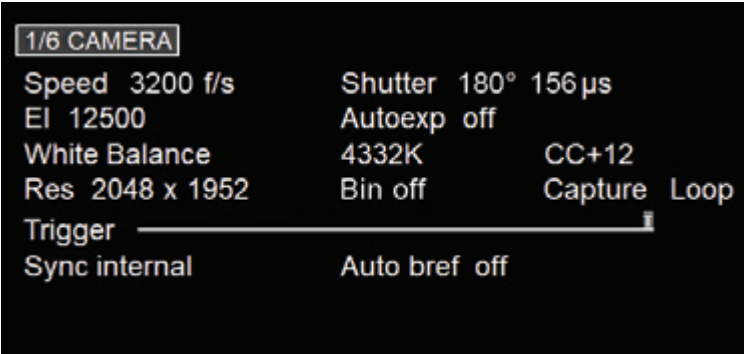 1/6 CAMERA
Speed 3200 f/s Shutter 180° 156µs
EI 12500 Autoexp off
White Balance 4332K CC+12
Res 2048 x 1952 Bin off Capture Loop
Trigger
Sync internal Auto bref off